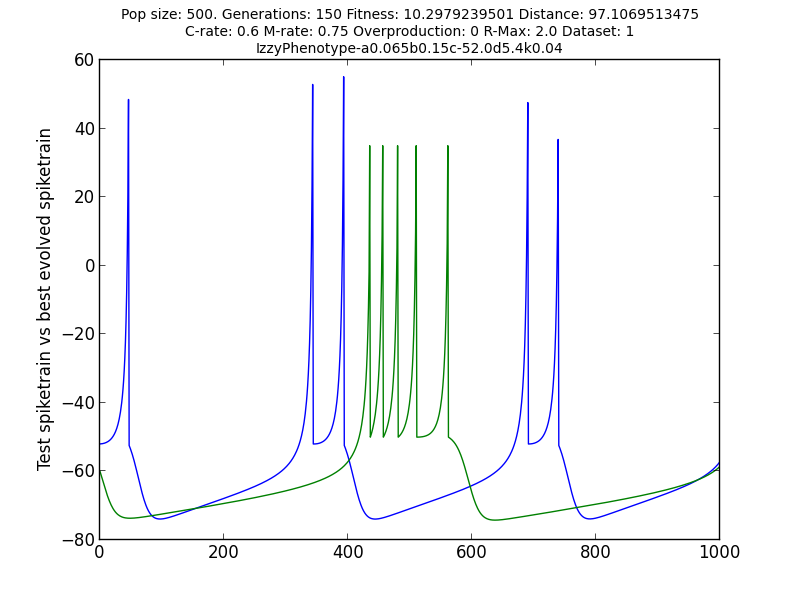 Pop size: 500. Generations: 150 Fitness: 10.2979239501 Distance: 97.1069513475
C-rate: 0.6 M-rate: 0.75 Overproduction: 0 R-Max: 2.0 Dataset: 1
IzzyPhenotype-a0.065b0.15c-52.0d5.4k0.04
Test spiketrain vs best evolved spiketrain
60
40
20
0
−20
−40
−60
−80
0 200 400 600 800 1000